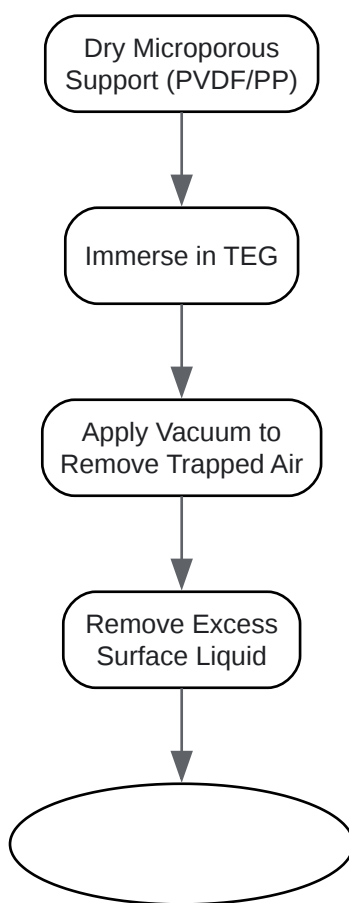 Dry Microporous
Support (PVDF/PP)
Immerse in TEG
Apply Vacuum to
Remove Trapped Air
Remove Excess
Surface Liquid